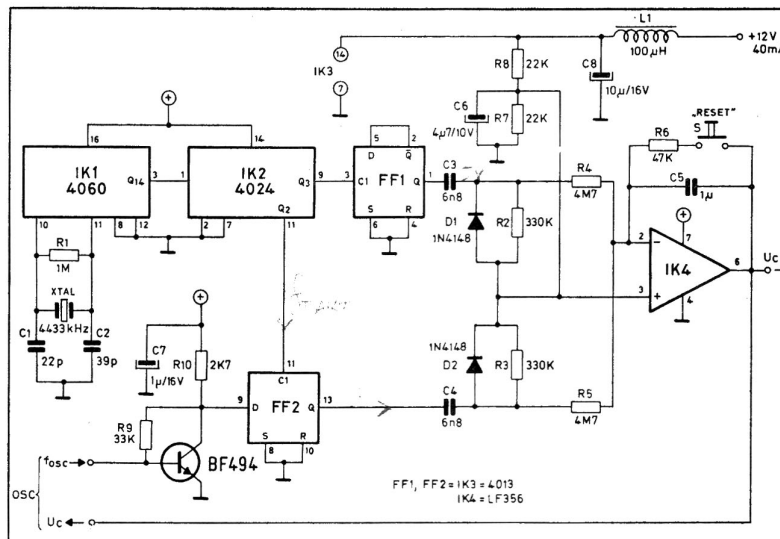 L1
100μH
+12V
40mA
14
IK3
7
R8
22K
C8
10μ/16V
„RESET"
S
R6
47K
C6
4μ7/10V
R7
22K
C5
1μ
16
14
IK1
4060
Q14
3
1
IK2
4024
Q3
9
Q2
3
5
2
D
Q̅
FF1
C1
Q
1
S
R
6
4
C3
6n8
R4
4M7
10
11
8
12
2
7
11
R1
1M
XTAL
4433kHz
C1
22p
C2
39p
D1
1N4148
R2
330K
2
−
7
IK4
6
3
+
4
Uc
C7
1μ/16V
R10
2K7
11
C1
9
D
FF2
Q
13
S
R
8
10
1N4148
D2
R3
330K
C4
6n8
R5
4M7
R9
33K
BF494
fosc
OSC
Uc
FF1, FF2 = IK3 = 4013
IK4 = LF356